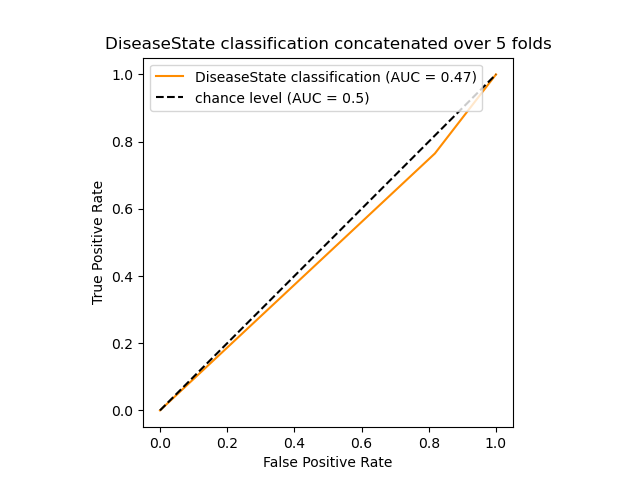 DiseaseState classification concatenated over 5 folds
DiseaseState classification (AUC = 0.47)
chance level (AUC = 0.5)
1.0
0.8
0.6
0.4
0.2
0.0
True Positive Rate
0.0 0.2 0.4 0.6 0.8 1.0
False Positive Rate